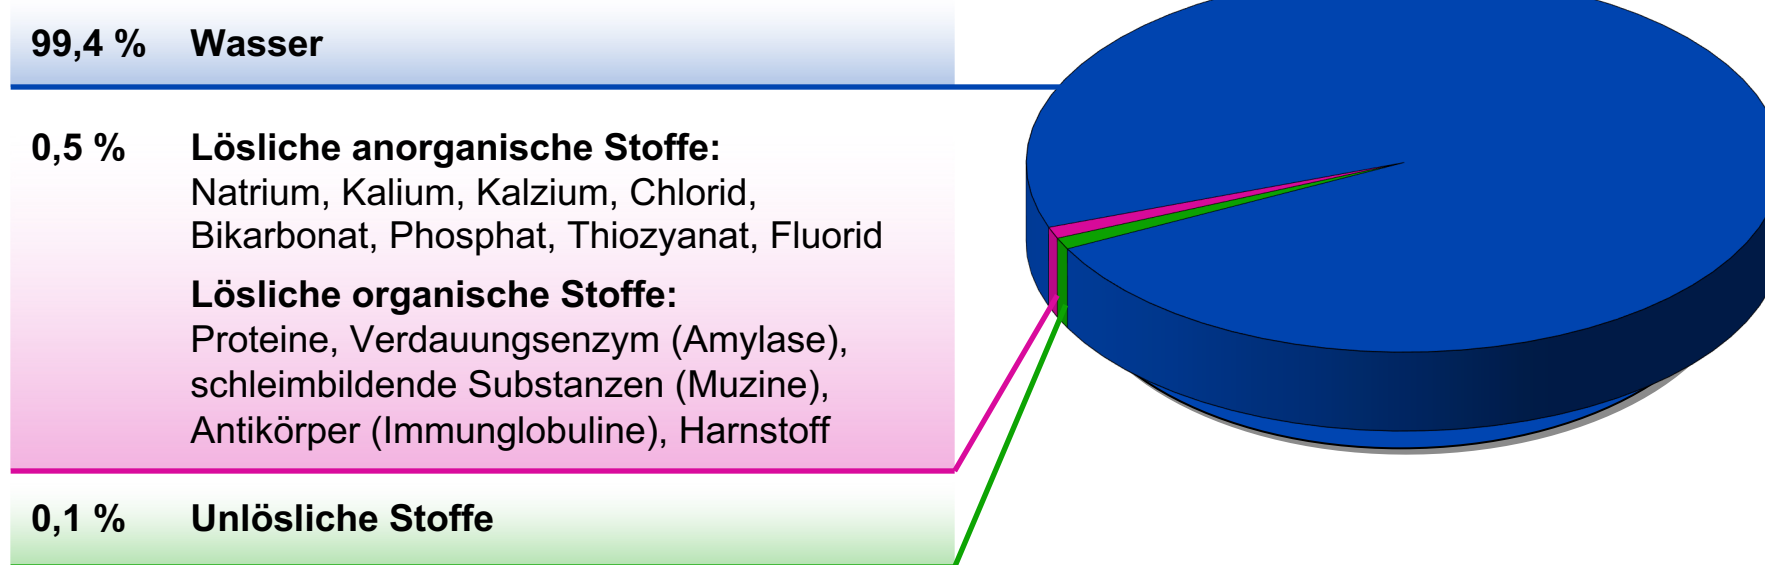 99,4 % Wasser
0,5 % Lösliche anorganische Stoffe:
Natrium, Kalium, Kalzium, Chlorid,
Bikarbonat, Phosphat, Thiozyanat, Fluorid
Lösliche organische Stoffe:
Proteine, Verdauungsenzym (Amylase),
schleimbildende Substanzen (Muzine),
Antikörper (Immunglobuline), Harnstoff
0,1 % Unlösliche Stoffe